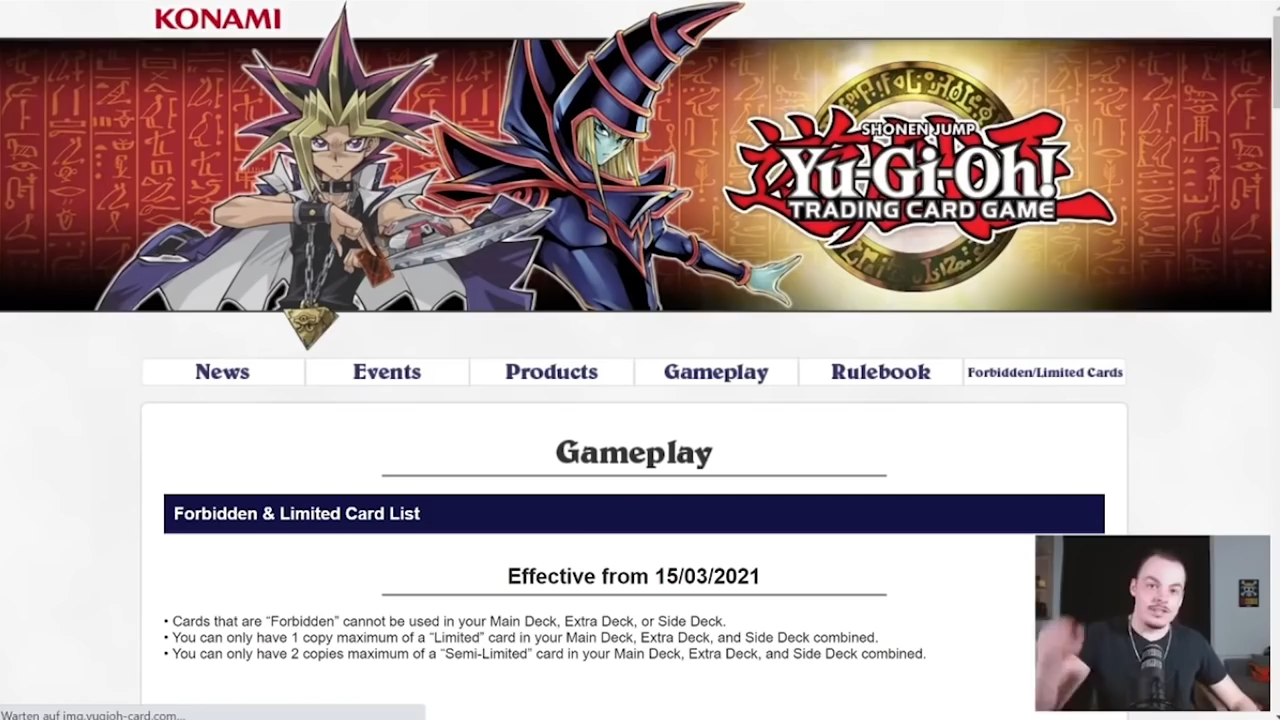 KONAMI
SHONEN JUMP
Yu-Gi-Oh!
TRADING CARD GAME
News
Events
Products
Gameplay
Rulebook
Forbidden/Limited Cards
Gameplay
Forbidden & Limited Card List
Effective from 15/03/2021
• Cards that are “Forbidden” cannot be used in your Main Deck, Extra Deck, or Side Deck.
• You can only have 1 copy maximum of a “Limited” card in your Main Deck, Extra Deck, and Side Deck combined.
• You can only have 2 copies maximum of a “Semi-Limited” card in your Main Deck, Extra Deck, and Side Deck combined.
Warten auf img.yugioh-card.com...